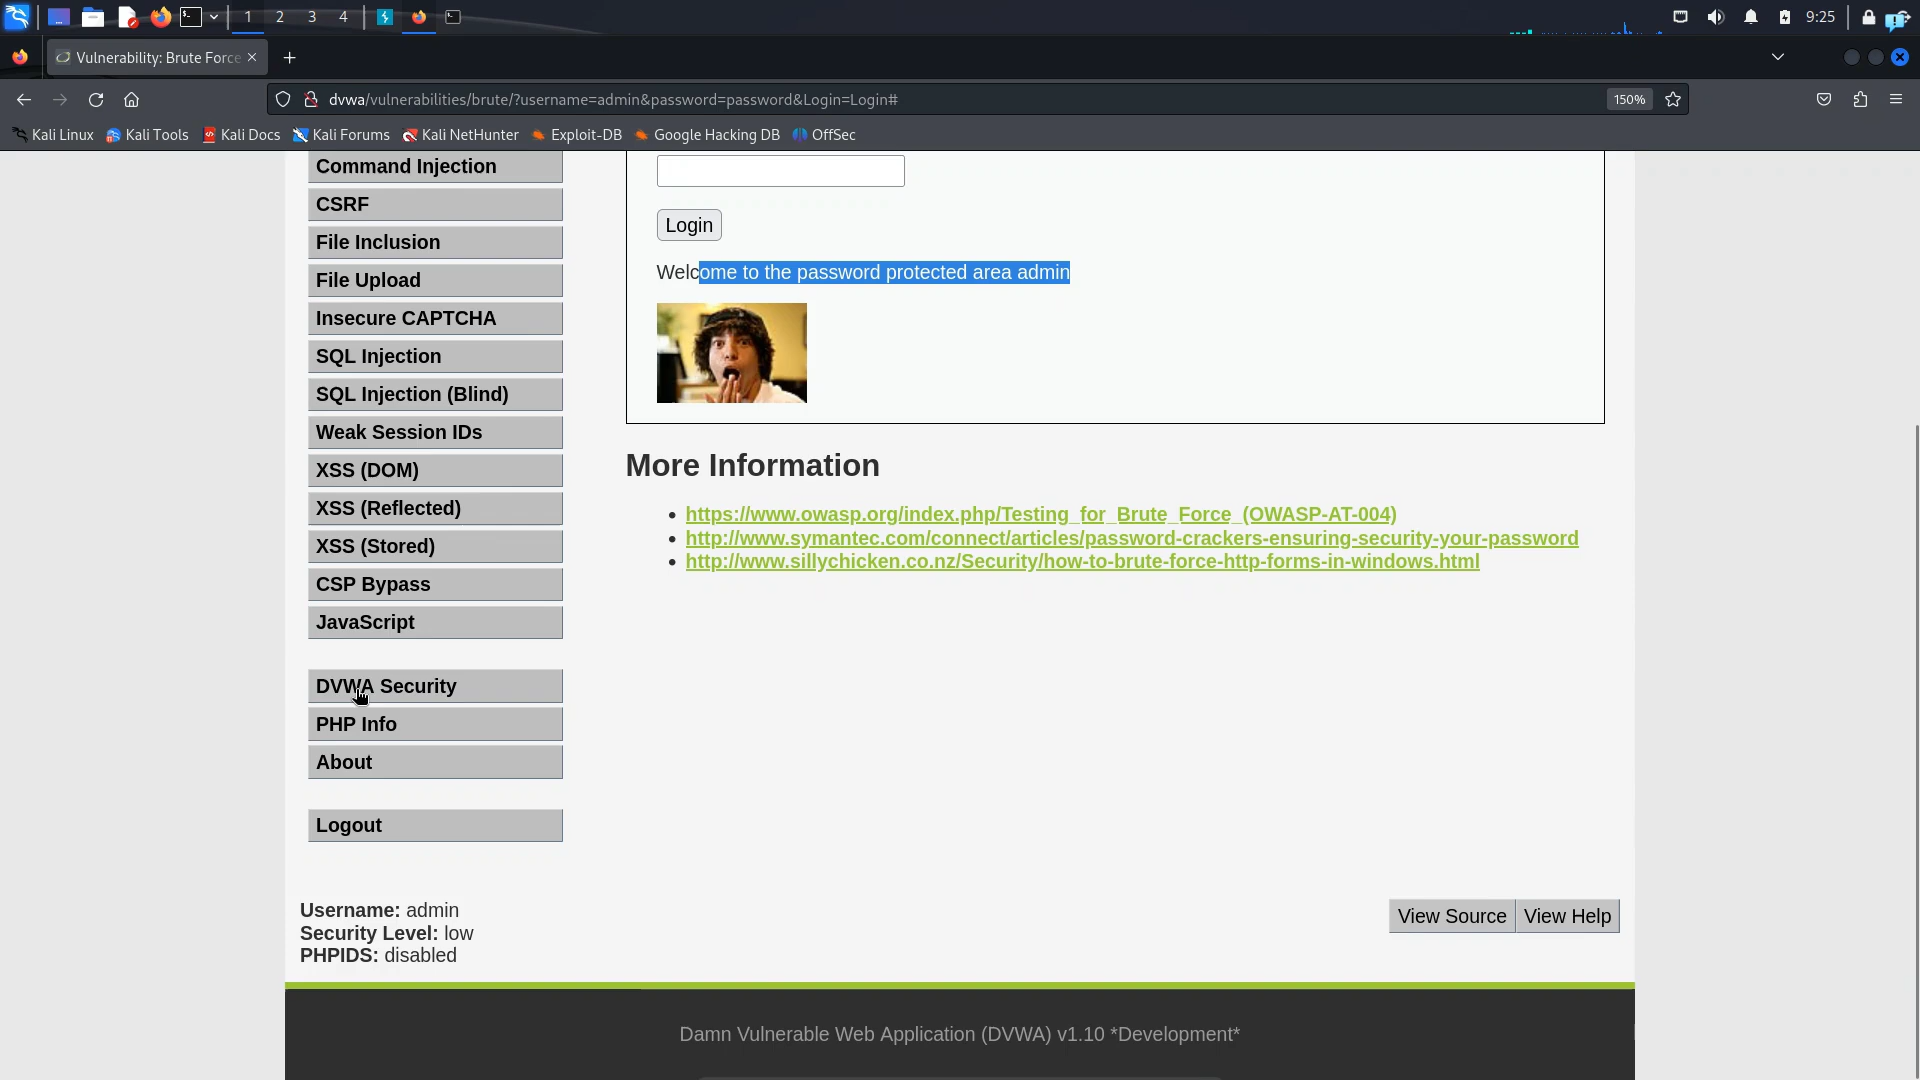 1 2 3 4
9:25
Vulnerability: Brute Force
dvwa/vulnerabilities/brute/?username=admin&password=password&Login=Login#
150%
Kali Linux Kali Tools Kali Docs Kali Forums Kali NetHunter Exploit-DB Google Hacking DB OffSec
Command Injection
CSRF
File Inclusion
File Upload
Insecure CAPTCHA
SQL Injection
SQL Injection (Blind)
Weak Session IDs
XSS (DOM)
XSS (Reflected)
XSS (Stored)
CSP Bypass
JavaScript
DVWA Security
PHP Info
About
Logout
Login
Welcome to the password protected area admin
More Information
https://www.owasp.org/index.php/Testing_for_Brute_Force_(OWASP-AT-004)
http://www.symantec.com/connect/articles/password-crackers-ensuring-security-your-password
http://www.sillychicken.co.nz/Security/how-to-brute-force-http-forms-in-windows.html
Username: admin
Security Level: low
PHPIDS: disabled
View Source View Help
Damn Vulnerable Web Application (DVWA) v1.10 *Development*